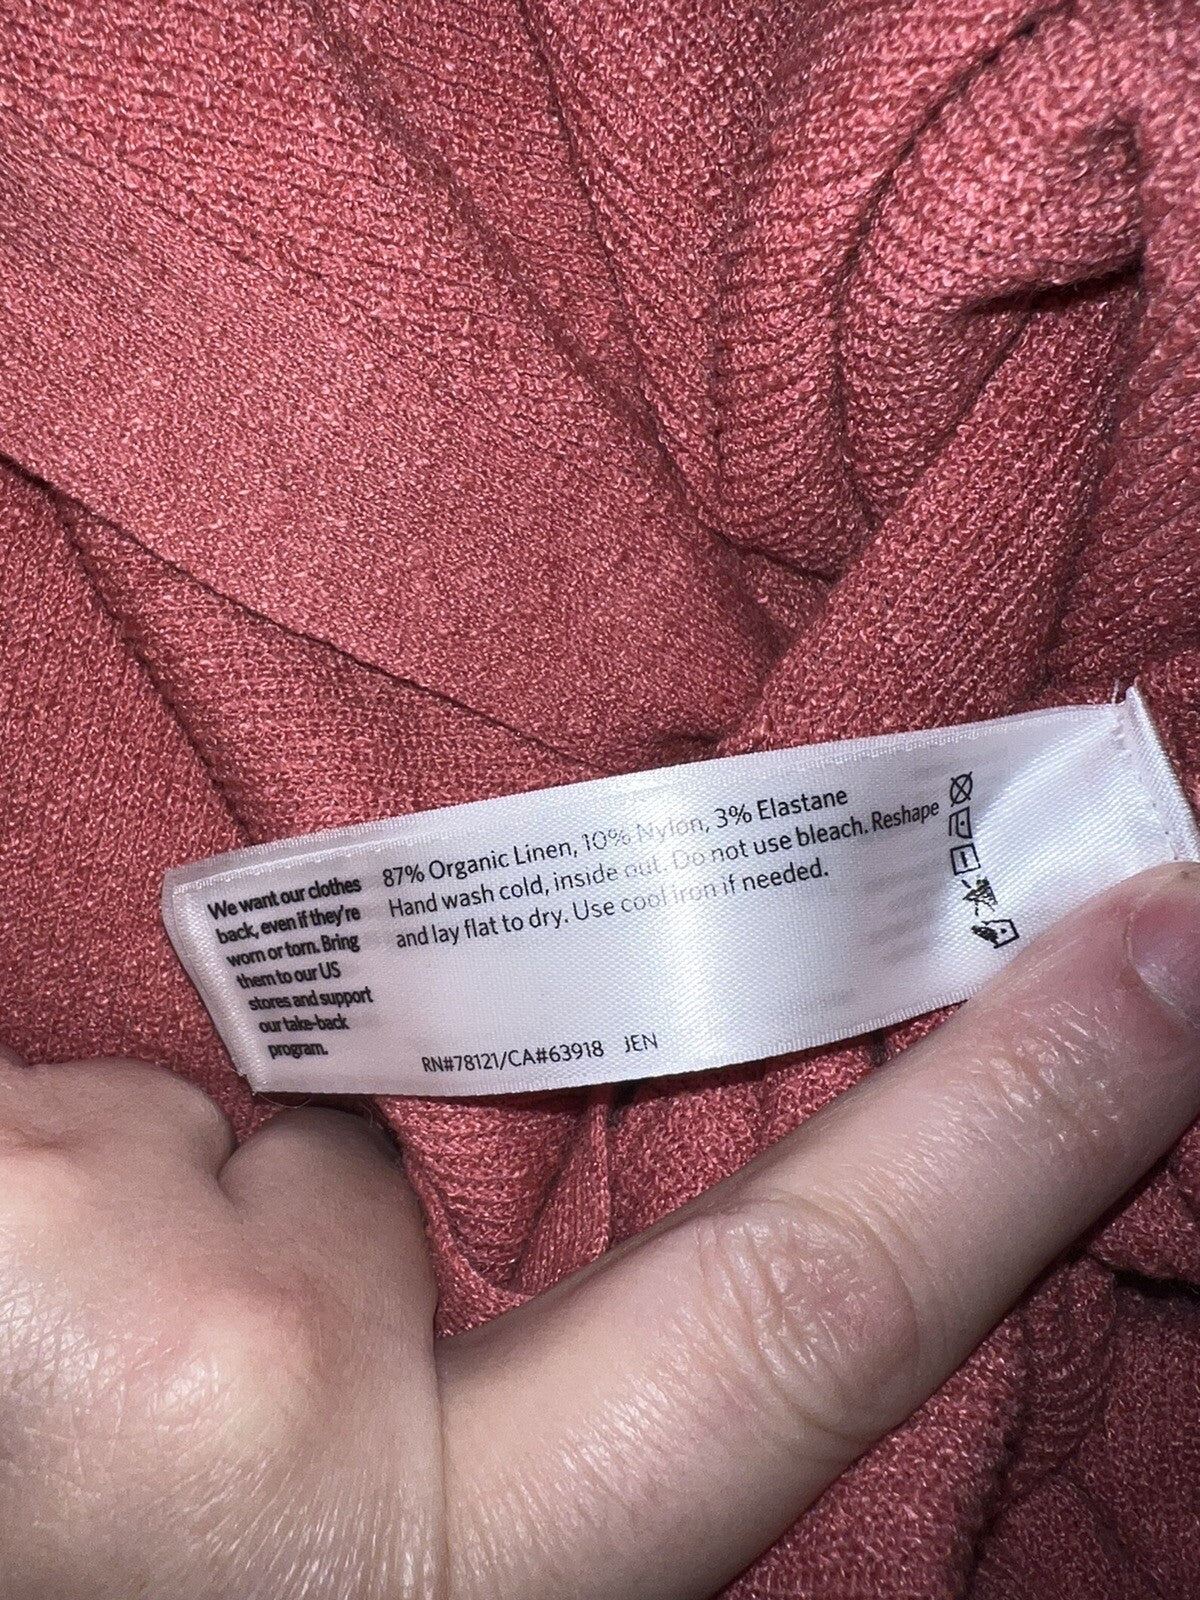 We want our clothes
back, even if they're
worn or torn. Bring
them to our US
stores and support
our take-back
program.
87% Organic Linen, 10% Nylon, 3% Elastane
Hand wash cold, inside out. Do not use bleach. Reshape
and lay flat to dry. Use cool iron if needed.
RN#78121/CA#63918 JEN